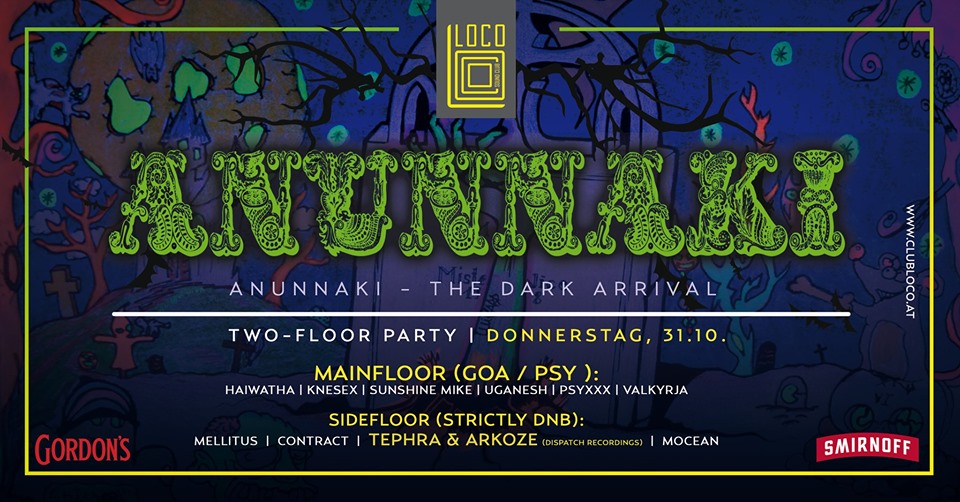 LOCO
ANUNNAKI
ANUNNAKI - THE DARK ARRIVAL
TWO-FLOOR PARTY | DONNERSTAG, 31.10.
MAINFLOOR (GOA / PSY ):
HAIWATHA | KNESEX | SUNSHINE MIKE | UGANESH | PSYXXX | VALKYRJA
SIDEFLOOR (STRICTLY DNB):
MELLITUS | CONTRACT | TEPHRA & ARKOZE (DISPATCH RECORDINGS) | MOCEAN
GORDON'S
SMIRNOFF
WWW.CLUBLOCO.AT